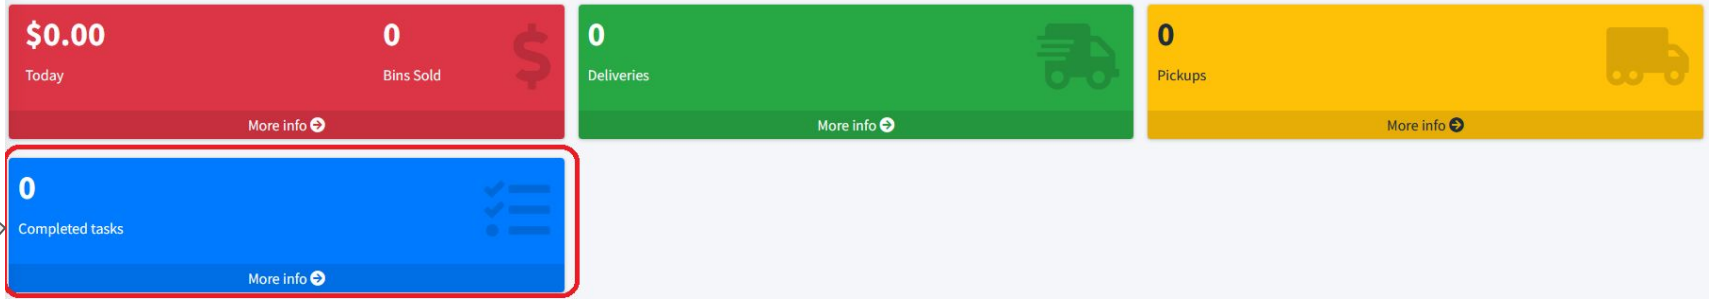 $0.00 0
Today Bins Sold
More info
0
Deliveries
More info
0
Pickups
More info
0
Completed tasks
More info